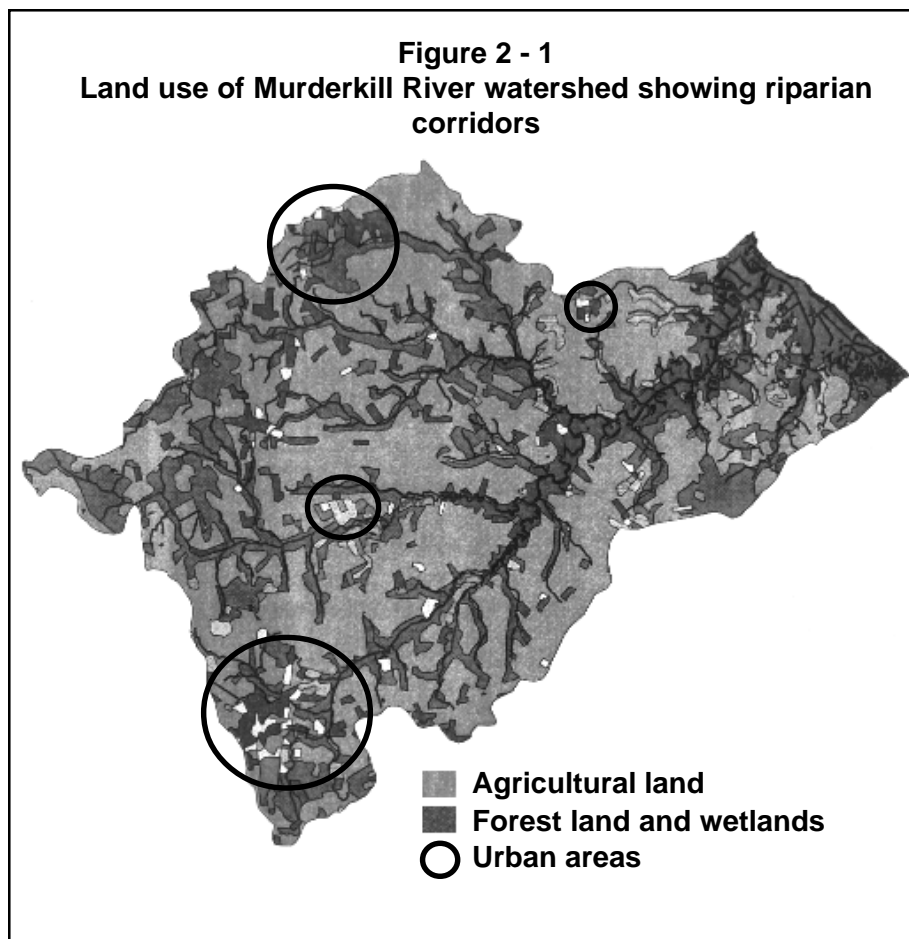 Figure 2 - 1
Land use of Murderkill River watershed showing riparian
corridors
Agricultural land
Forest land and wetlands
Urban areas